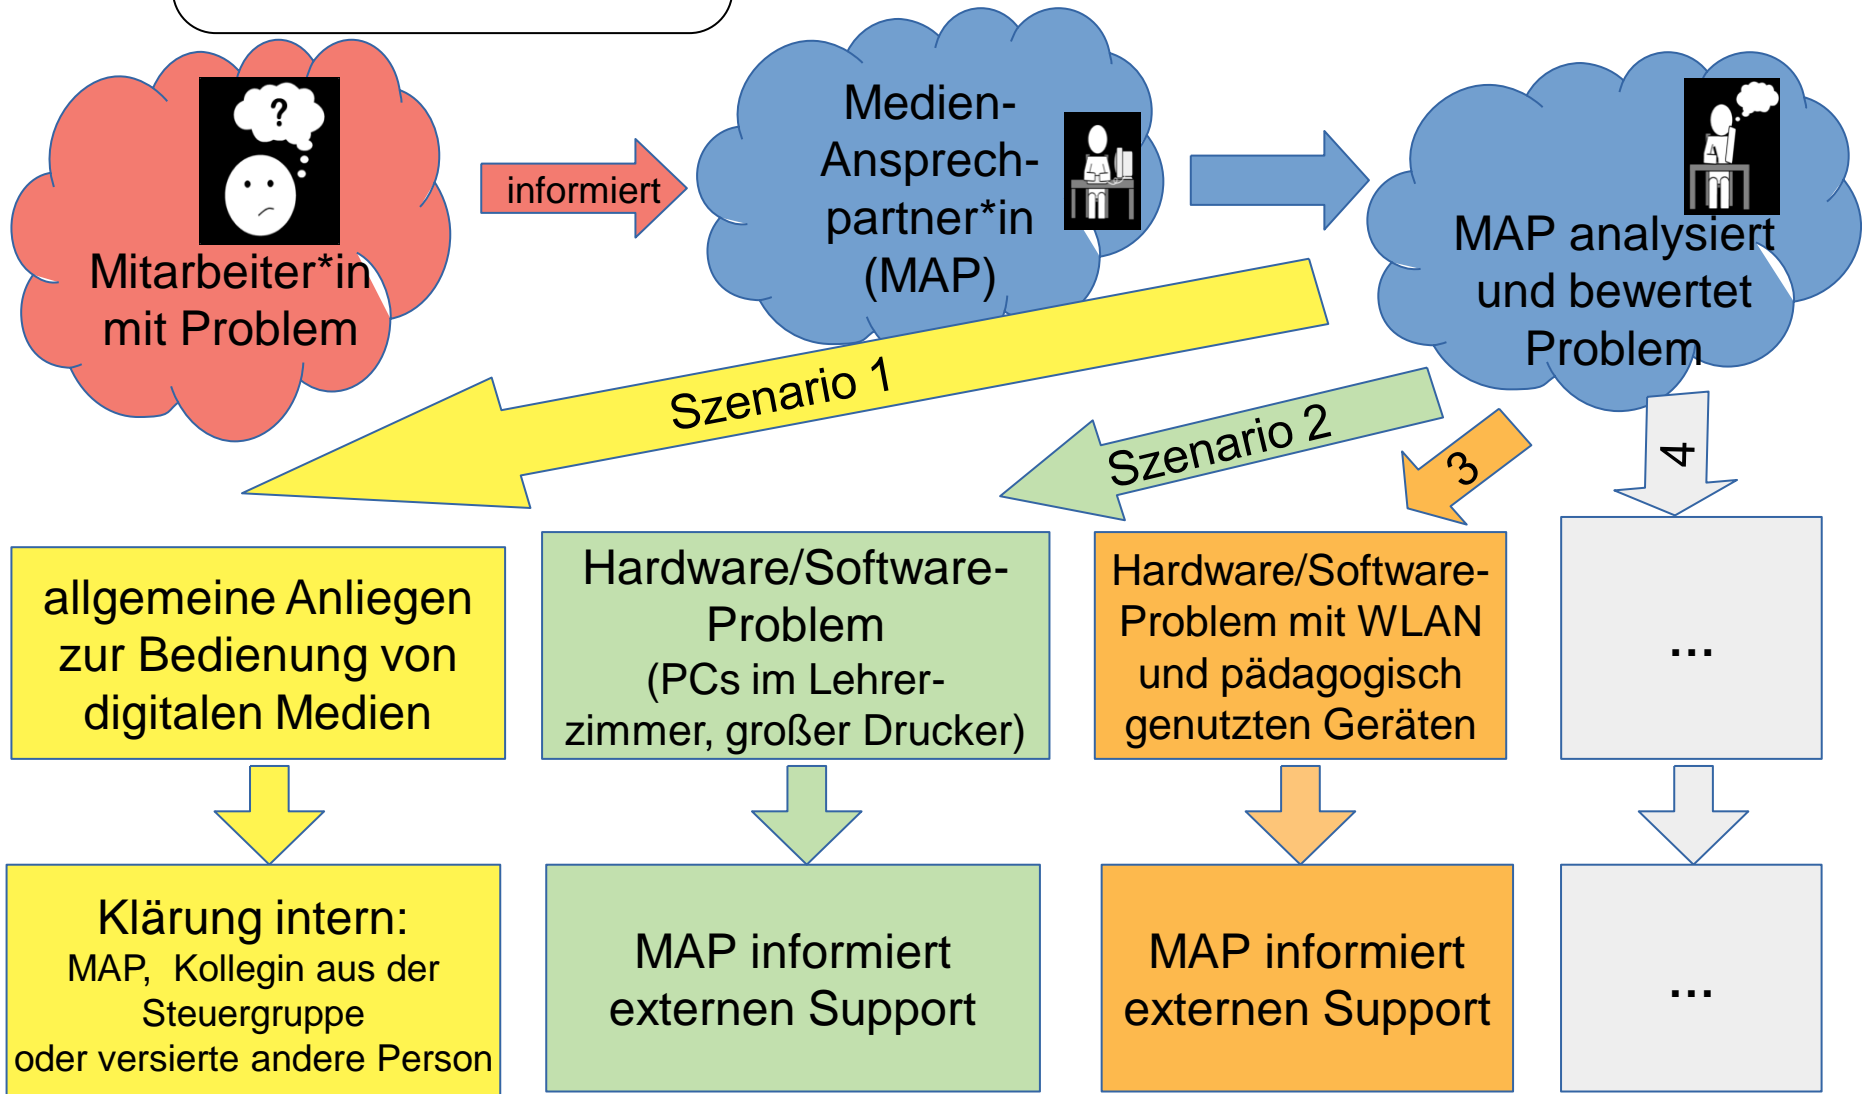 ?
Mitarbeiter*in
mit Problem
informiert
Medien-
Ansprech-
partner*in
(MAP)
MAP analysiert
und bewertet
Problem
Szenario 1
Szenario 2
3
4
allgemeine Anliegen
zur Bedienung von
digitalen Medien
Hardware/Software-
Problem
(PCs im Lehrer-
zimmer, großer Drucker)
Hardware/Software-
Problem mit WLAN
und pädagogisch
genutzten Geräten
...
Klärung intern:
MAP, Kollegin aus der
Steuergruppe
oder versierte andere Person
MAP informiert
externen Support
MAP informiert
externen Support
...